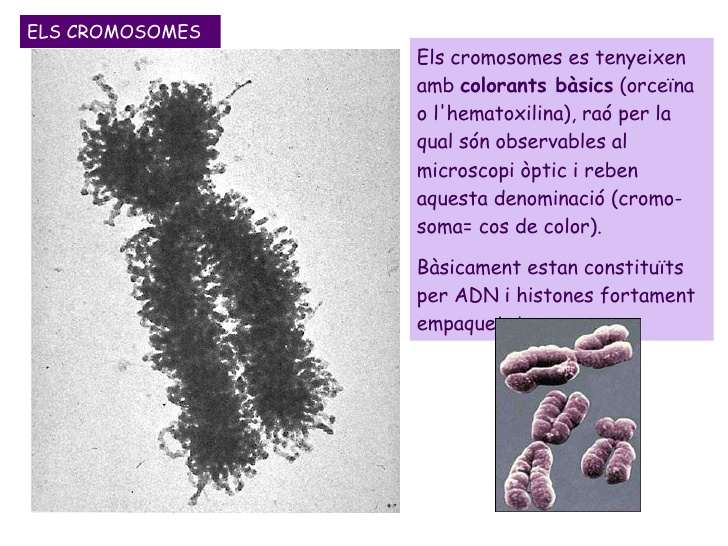 ELS CROMOSOMES
Els cromosomes es tenyeixen
amb colorants bàsics (orceïna
o l'hematoxilina), raó per la
qual són observables al
microscopi òptic i reben
aquesta denominació (cromo-
soma= cos de color).
Bàsicament estan constituïts
per ADN i histones fortament